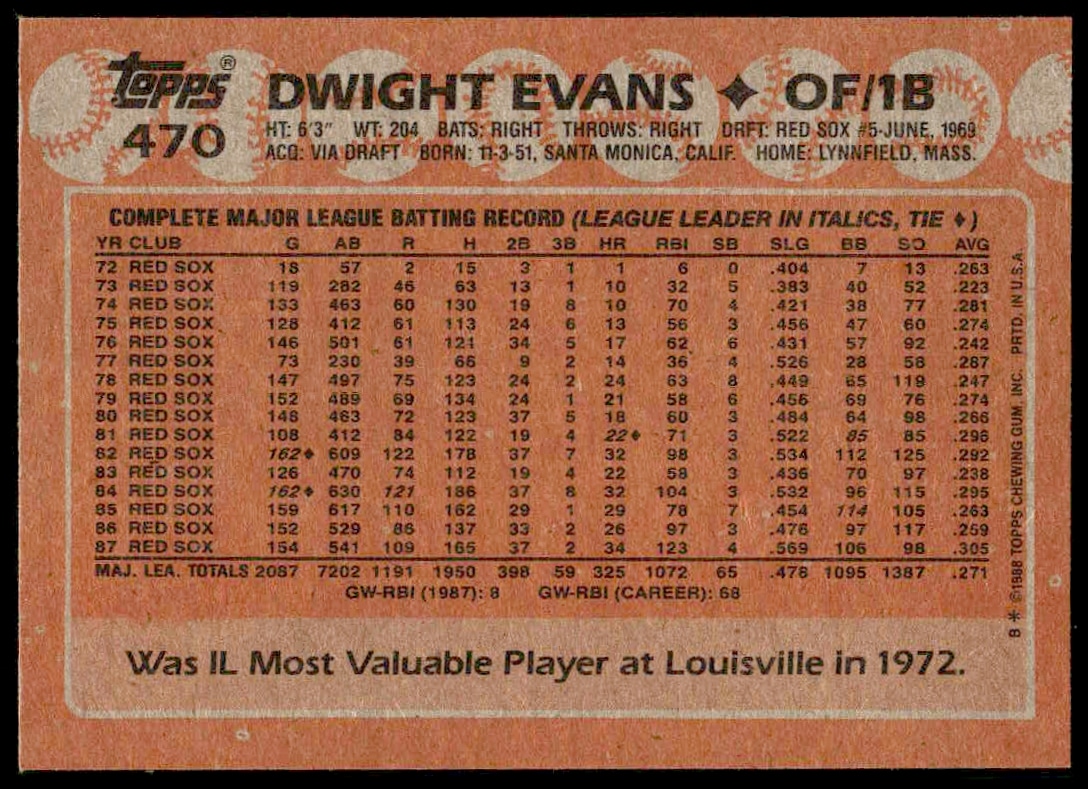 Topps® DWIGHT EVANS ✦ OF/1B
470 HT: 6'3" WT: 204 BATS: RIGHT THROWS: RIGHT DRFT: RED SOX #5-JUNE, 1969
ACQ: VIA DRAFT BORN: 11-3-51, SANTA MONICA, CALIF. HOME: LYNNFIELD, MASS.
COMPLETE MAJOR LEAGUE BATTING RECORD (LEAGUE LEADER IN ITALICS, TIE ♦)
YR CLUB G AB R H 2B 3B HR RBI SB SLG BB SO AVG
72 RED SOX 18 57 2 15 3 1 1 6 0 .404 7 13 .263
73 RED SOX 119 282 46 63 13 1 10 32 5 .383 40 52 .223
74 RED SOX 133 463 60 130 19 8 10 70 4 .421 38 77 .281
75 RED SOX 128 412 61 113 24 6 13 56 3 .456 47 60 .274
76 RED SOX 146 501 61 121 34 5 17 62 6 .431 57 92 .242
77 RED SOX 73 230 39 66 9 2 14 36 4 .526 28 58 .287
78 RED SOX 147 497 75 123 24 2 24 63 8 .449 65 119 .247
79 RED SOX 152 489 69 134 24 1 21 58 6 .456 69 76 .274
80 RED SOX 148 463 72 123 37 5 18 60 3 .484 64 98 .266
81 RED SOX 108 412 84 122 19 4 22♦ 71 3 .522 85 85 .296
82 RED SOX 162♦ 609 122 178 37 7 32 98 3 .534 112 125 .292
83 RED SOX 126 470 74 112 19 4 22 58 3 .436 70 97 .238
84 RED SOX 162♦ 630 121 186 37 8 32 104 3 .532 96 115 .295
85 RED SOX 159 617 110 162 29 1 29 78 7 .454 114 105 .263
86 RED SOX 152 529 86 137 33 2 26 97 3 .476 97 117 .259
87 RED SOX 154 541 109 165 37 2 34 123 4 .569 106 98 .305
MAJ. LEA. TOTALS 2087 7202 1191 1950 398 59 325 1072 65 .478 1095 1387 .271
GW-RBI (1987): 8 GW-RBI (CAREER): 68
Was IL Most Valuable Player at Louisville in 1972.
B * ©1988 TOPPS CHEWING GUM, INC. PRTD. IN U.S.A.